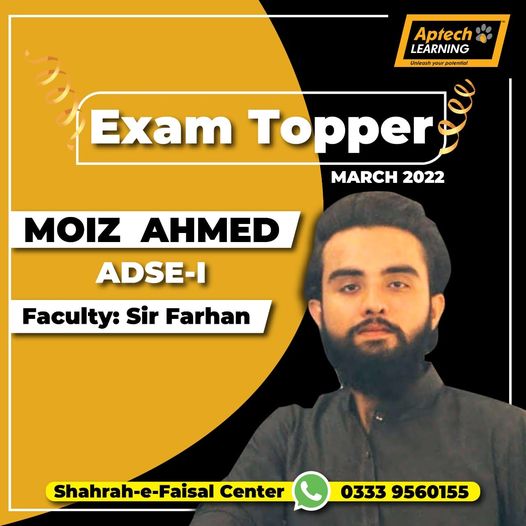 Aptech
LEARNING
Unleash your potential
Exam Topper
MARCH 2022
MOIZ AHMED
ADSE-I
Faculty: Sir Farhan
Shahrah-e-Faisal Center 0333 9560155